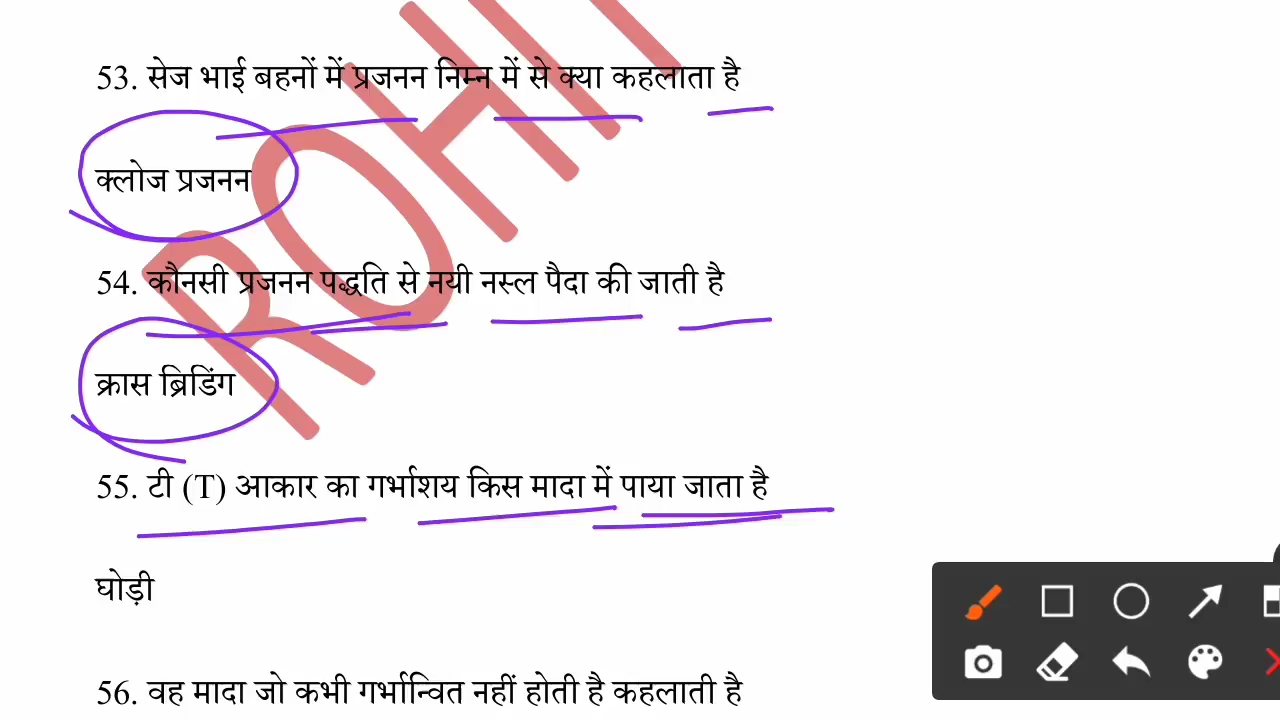 53. सेज भाई बहनों में प्रजनन निम्न में से क्या कहलाता है
क्लोज प्रजनन
54. कौनसी प्रजनन पद्धति से नयी नस्ल पैदा की जाती है
क्रास ब्रिडिंग
55. टी (T) आकार का गर्भाशय किस मादा में पाया जाता है
घोड़ी
56. वह मादा जो कभी गर्भान्वित नहीं होती है कहलाती है
ROHIT